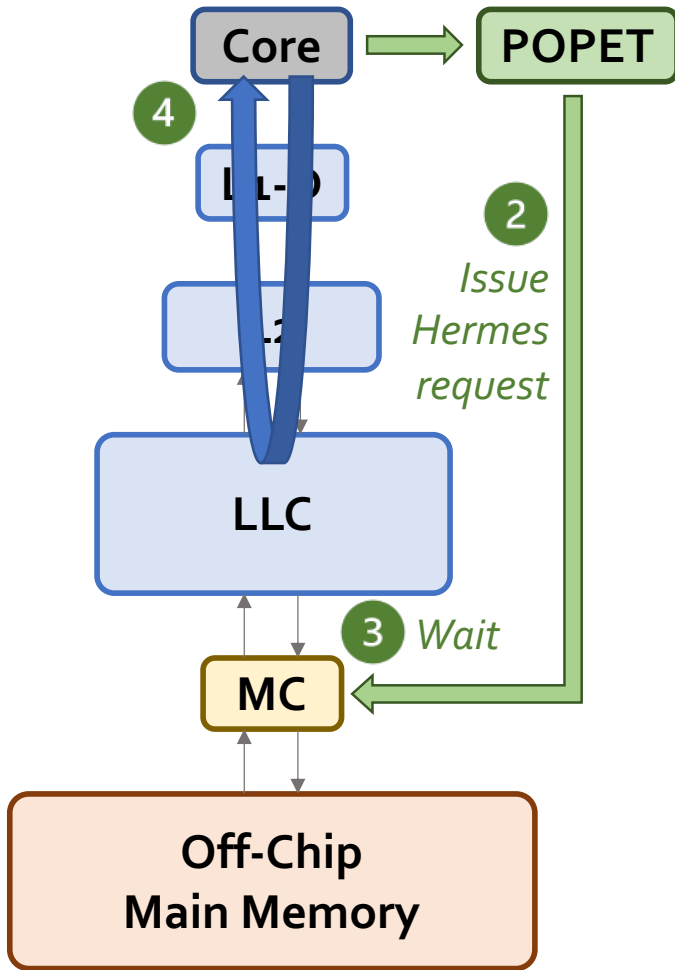 Core
POPET
4
2
Issue
Hermes
request
LLC
3 Wait
MC
Off-Chip
Main Memory